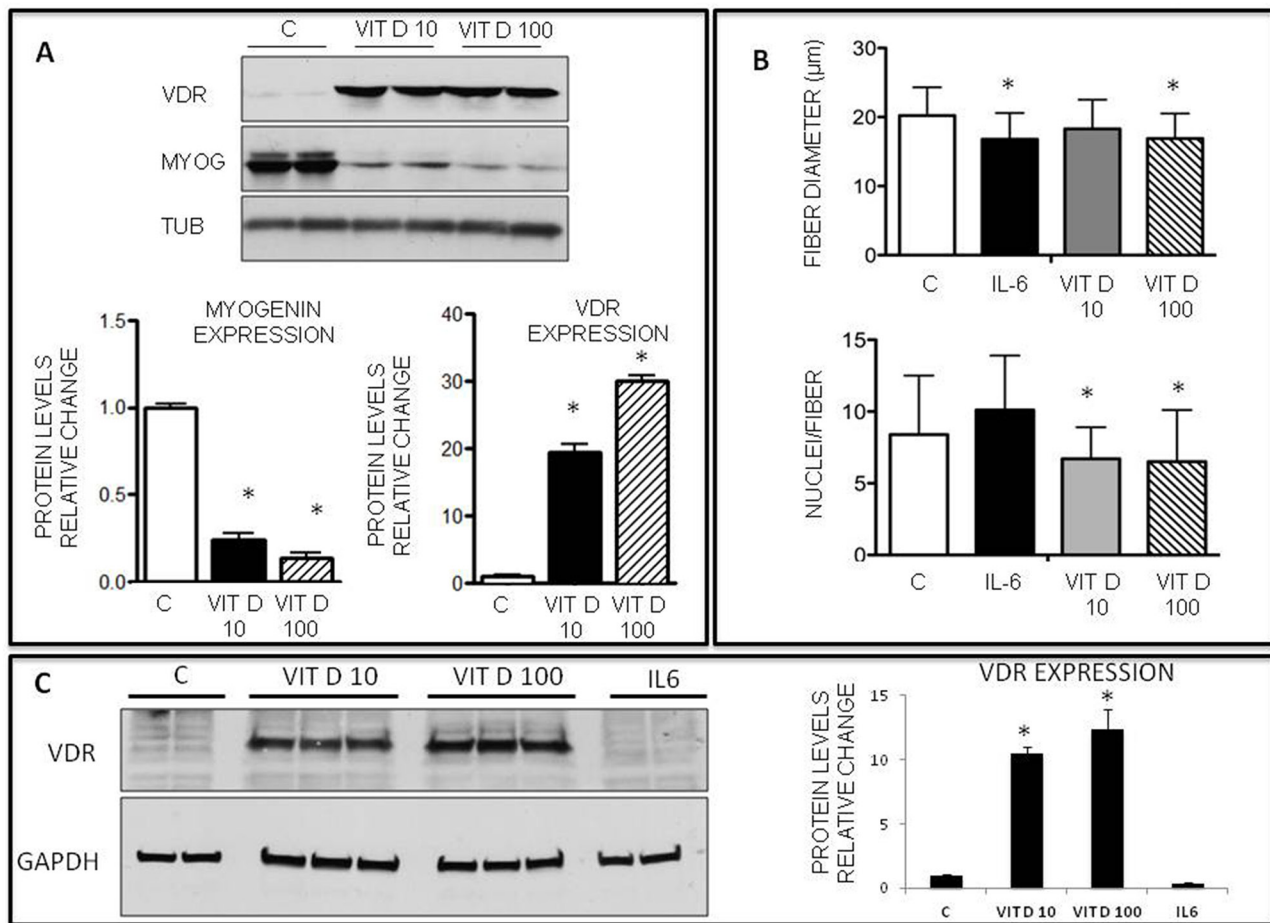 A
C VIT D 10 VIT D 100
VDR
MYOG
TUB
MYOGENIN
EXPRESSION
PROTEIN LEVELS
RELATIVE CHANGE
1.5
1.0
0.5
0.0
* *
C VIT D VIT D
10 100
VDR
EXPRESSION
PROTEIN LEVELS
RELATIVE CHANGE
40
30
20
10
0
* *
C VIT D VIT D
10 100
B
FIBER DIAMETER (µm)
30
20
10
0
* *
C IL-6 VIT D VIT D
10 100
NUCLEI/FIBER
15
10
5
0
* *
C IL-6 VIT D VIT D
10 100
C
C VIT D 10 VIT D 100 IL6
VDR
GAPDH
VDR EXPRESSION
PROTEIN LEVELS
RELATIVE CHANGE
15
10
5
0
* *
C VIT D 10 VIT D 100 IL6